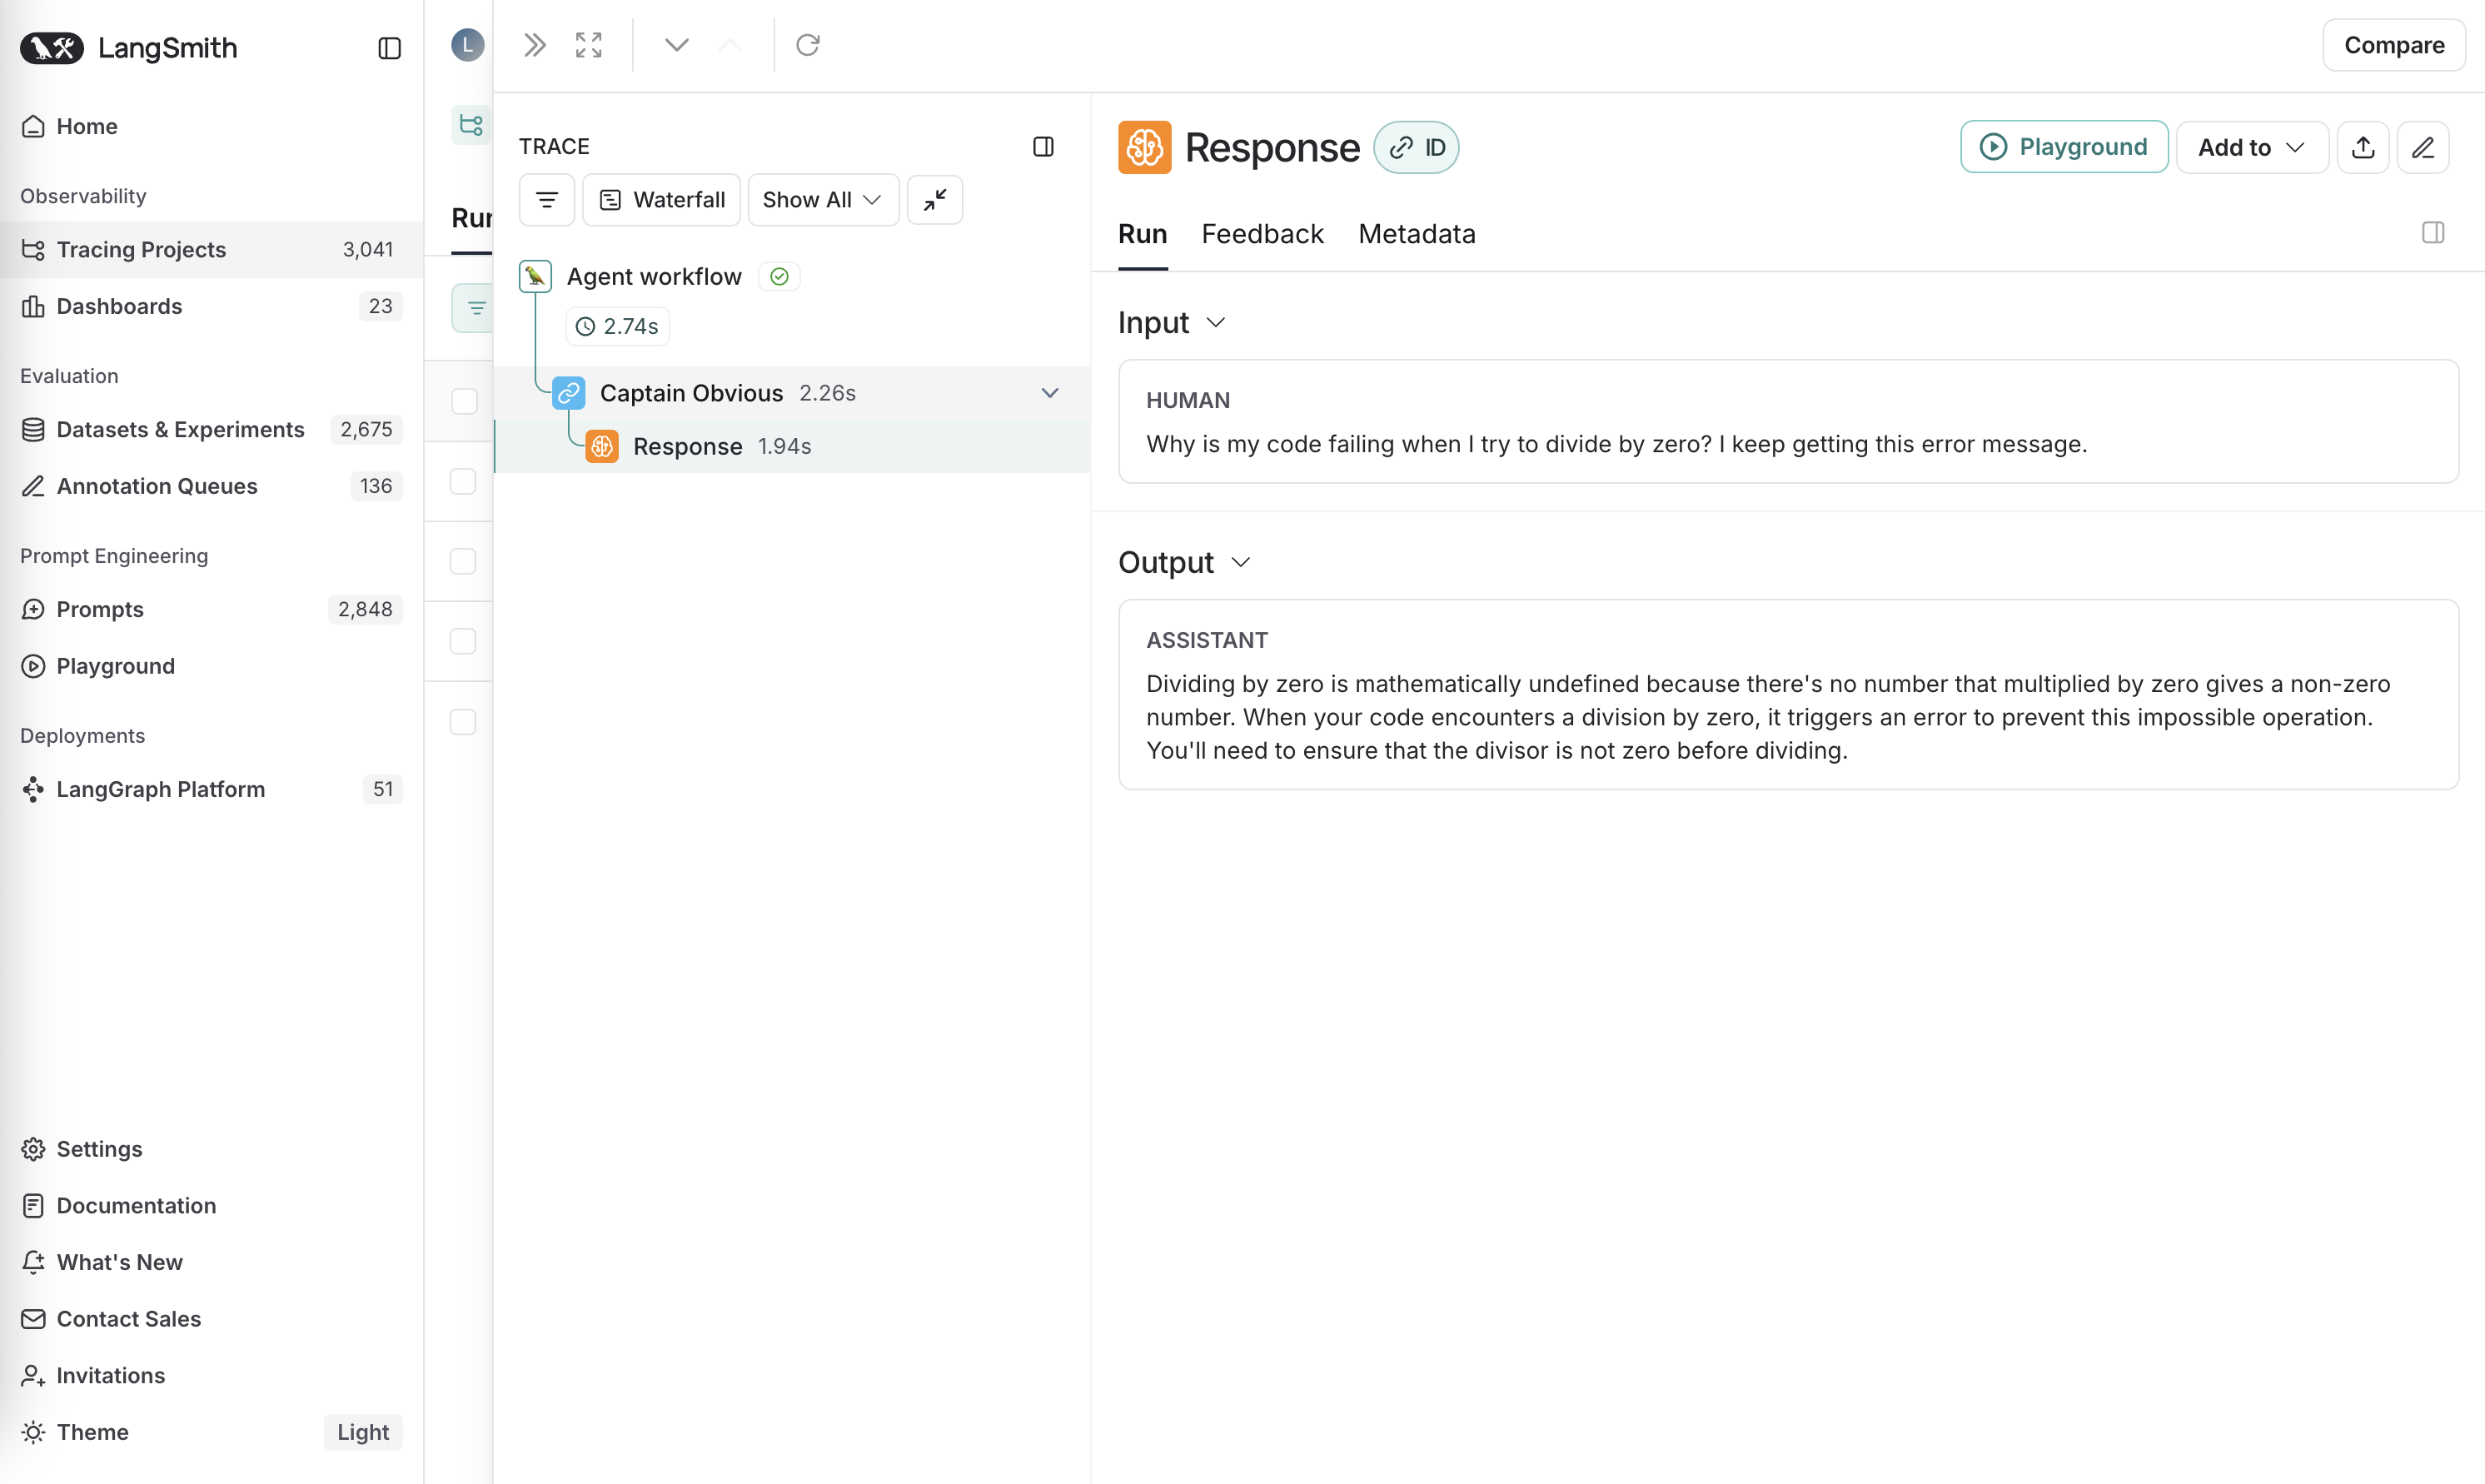 LangSmith
Home
Observability
Tracing Projects 3,041
Dashboards 23
Evaluation
Datasets & Experiments 2,675
Annotation Queues 136
Prompt Engineering
Prompts 2,848
Playground
Deployments
LangGraph Platform 51
Settings
Documentation
What's New
Contact Sales
Invitations
Theme Light
L
Compare
TRACE
Waterfall Show All
Agent workflow
2.74s
Captain Obvious 2.26s
Response 1.94s
Response ID
Playground Add to
Run Feedback Metadata
Input
HUMAN
Why is my code failing when I try to divide by zero? I keep getting this error message.
Output
ASSISTANT
Dividing by zero is mathematically undefined because there's no number that multiplied by zero gives a non-zero
number. When your code encounters a division by zero, it triggers an error to prevent this impossible operation.
You'll need to ensure that the divisor is not zero before dividing.